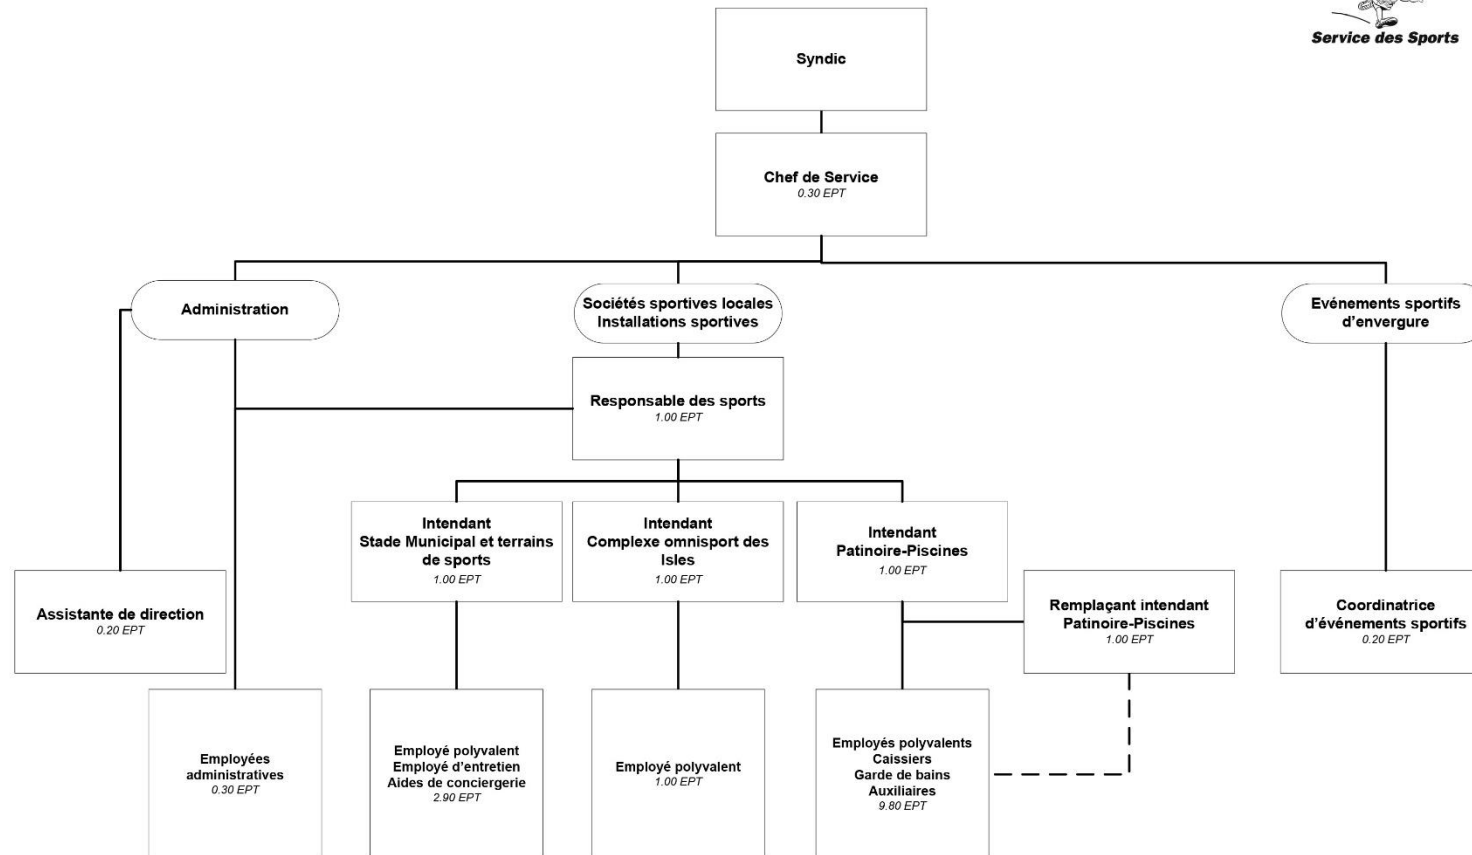 Service des Sports
Syndic
Chef de Service
0.30 EPT
Administration
Sociétés sportives locales
Installations sportives
Evénements sportifs
d'envergure
Responsable des sports
1.00 EPT
Intendant
Stade Municipal et terrains
de sports
1.00 EPT
Intendant
Complexe omnisport des
Isles
1.00 EPT
Intendant
Patinoire-Piscines
1.00 EPT
Assistante de direction
0.20 EPT
Remplaçant intendant
Patinoire-Piscines
1.00 EPT
Coordinatrice
d'événements sportifs
0.20 EPT
Employées
administratives
0.30 EPT
Employé polyvalent
Employé d'entretien
Aides de conciergerie
2.90 EPT
Employé polyvalent
1.00 EPT
Employés polyvalents
Caissiers
Garde de bains
Auxiliaires
9.80 EPT